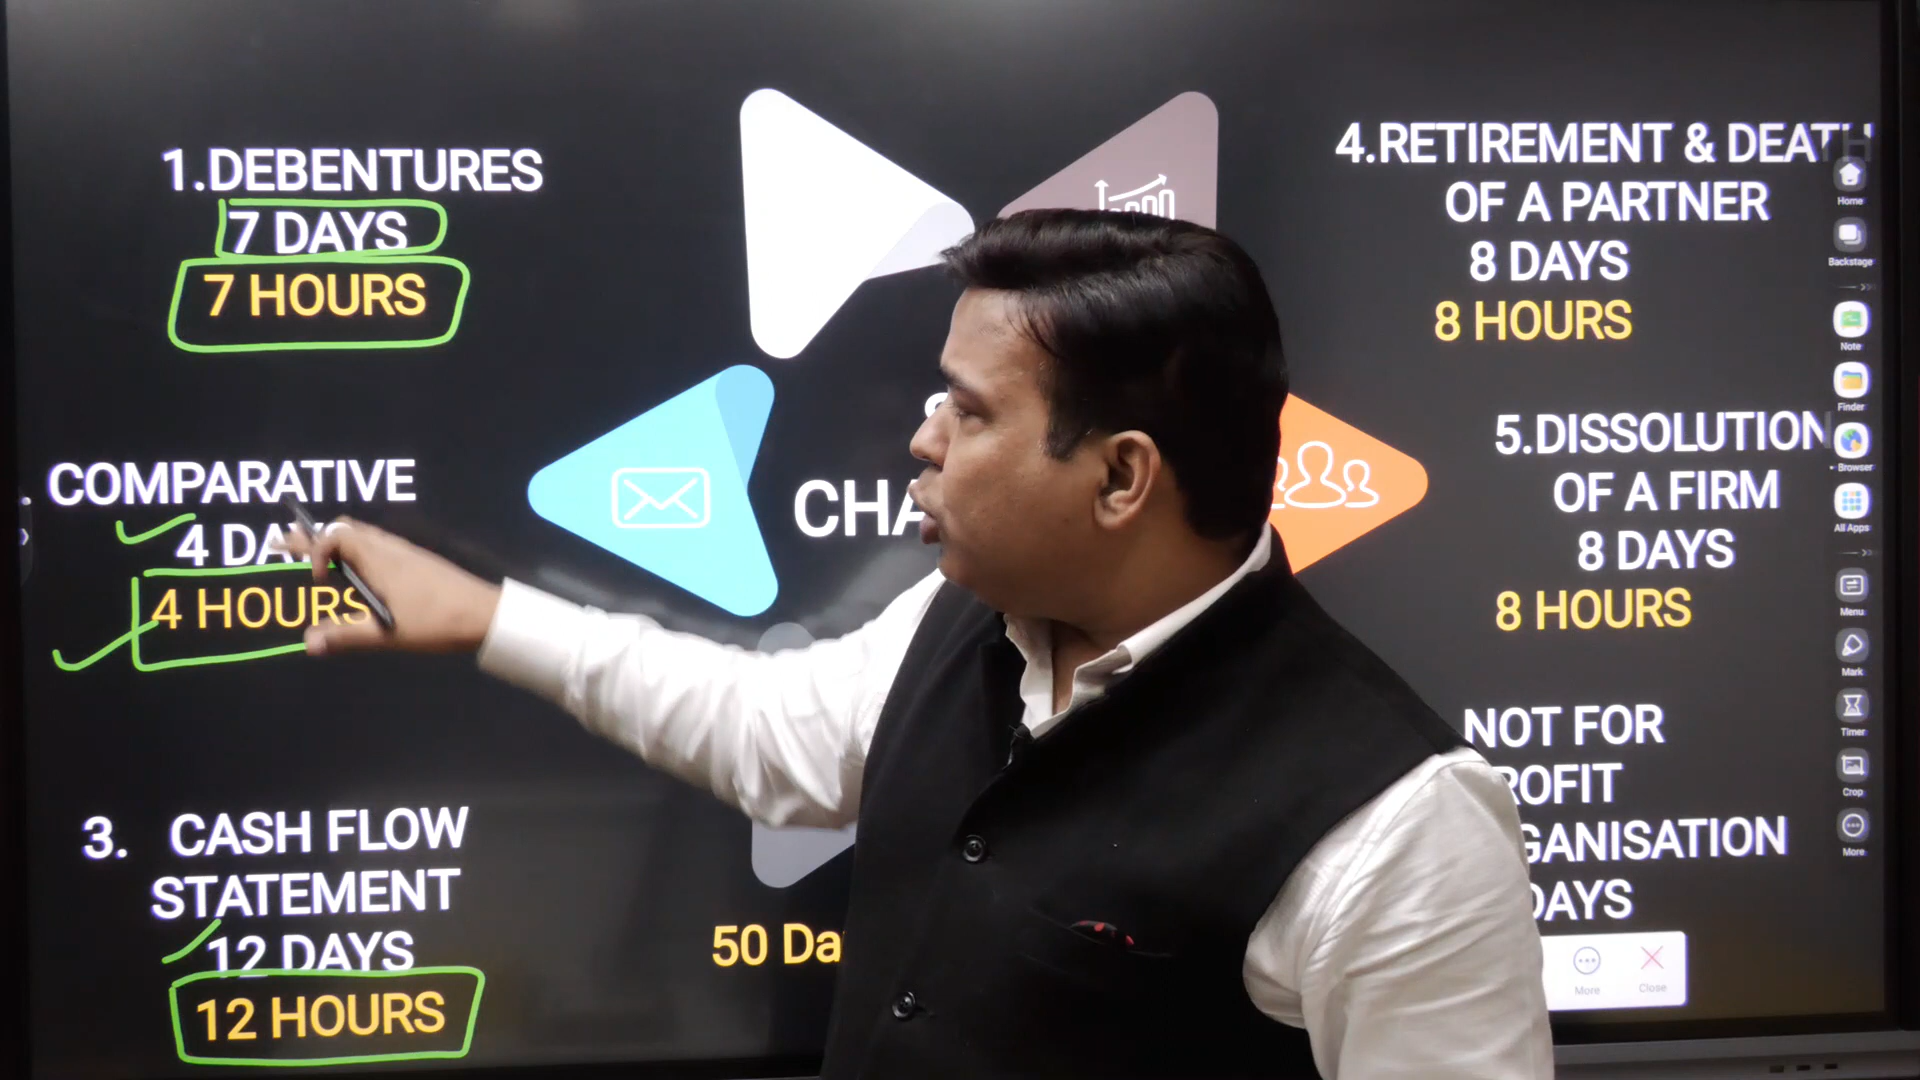 1.DEBENTURES
7 DAYS
7 HOURS
. COMPARATIVE
4 DAYS
4 HOURS
3. CASH FLOW
STATEMENT
12 DAYS
12 HOURS
CHA
50 Da
4.RETIREMENT & DEATH
OF A PARTNER
8 DAYS
8 HOURS
5.DISSOLUTION
OF A FIRM
8 DAYS
8 HOURS
NOT FOR
ROFIT
GANISATION
DAYS
Home
Backstage
Note
Finder
Browser
All Apps
Menu
Mark
Timer
Crop
More
More
Close